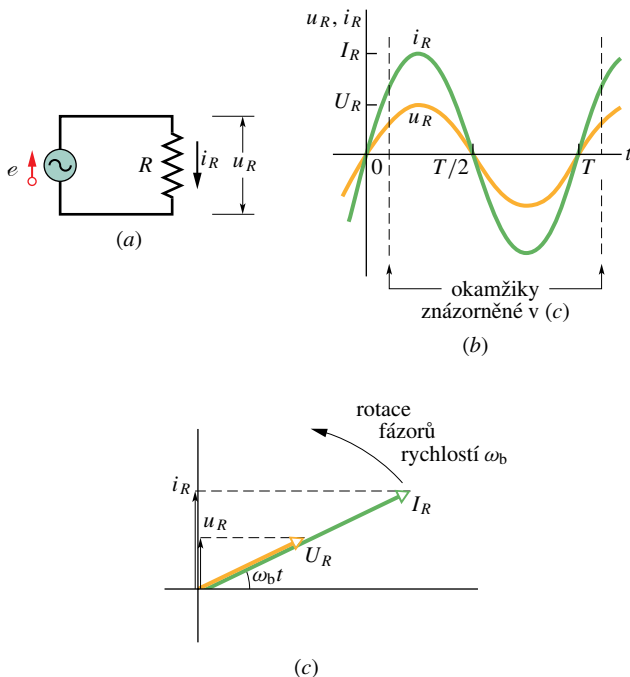 u_R, i_R
I_R
i_R
U_R
u_R
0
T/2
T
t
okamžiky
znázorněné v (c)
(b)
e
R
i_R
u_R
(a)
rotace
fázorů
rychlostí ω_b
i_R
I_R
u_R
U_R
ω_b t
(c)